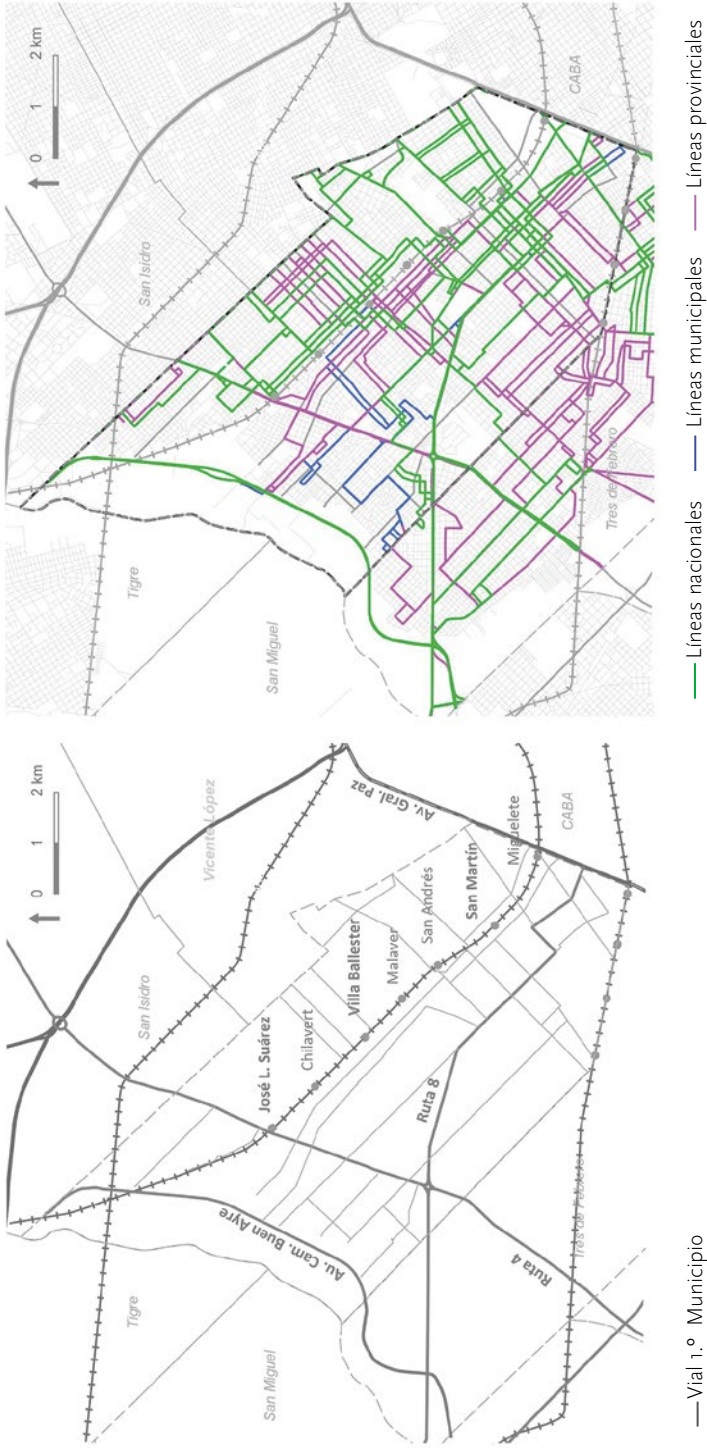 0 1 2 km
San Isidro
CABA
Tigre
San Miguel
Tres de Febrero
Líneas nacionales
Líneas municipales
Líneas provinciales
0 1 2 km
Vicente López
San Isidro
Av. Gral. Paz
CABA
Miguelete
San Martín
San Andrés
Malaver
Villa Ballester
Chilavert
José L. Suárez
Ruta 8
Tigre
Au. Cam. Buen Ayre
Ruta 4
Tres de Febrero
San Miguel
Vial 1.º Municipio